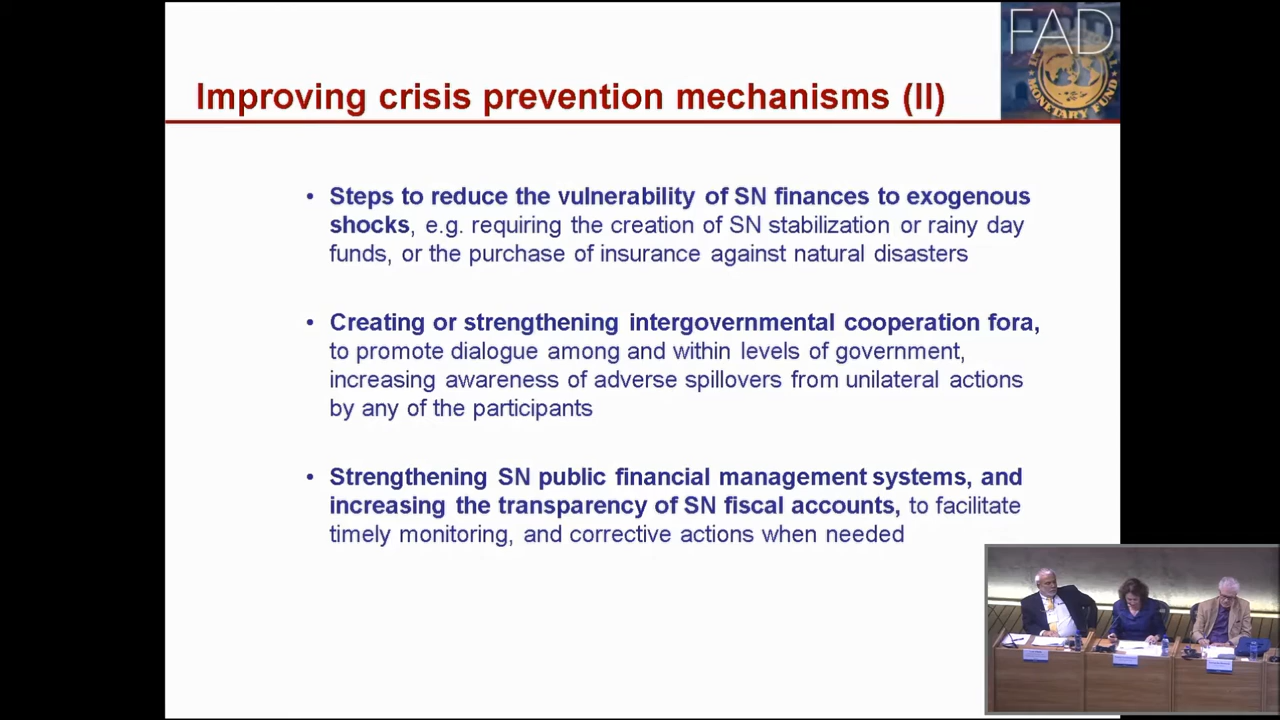 FAD
MONETARY FUND
Improving crisis prevention mechanisms (II)
• Steps to reduce the vulnerability of SN finances to exogenous
shocks, e.g. requiring the creation of SN stabilization or rainy day
funds, or the purchase of insurance against natural disasters
• Creating or strengthening intergovernmental cooperation fora,
to promote dialogue among and within levels of government,
increasing awareness of adverse spillovers from unilateral actions
by any of the participants
• Strengthening SN public financial management systems, and
increasing the transparency of SN fiscal accounts, to facilitate
timely monitoring, and corrective actions when needed